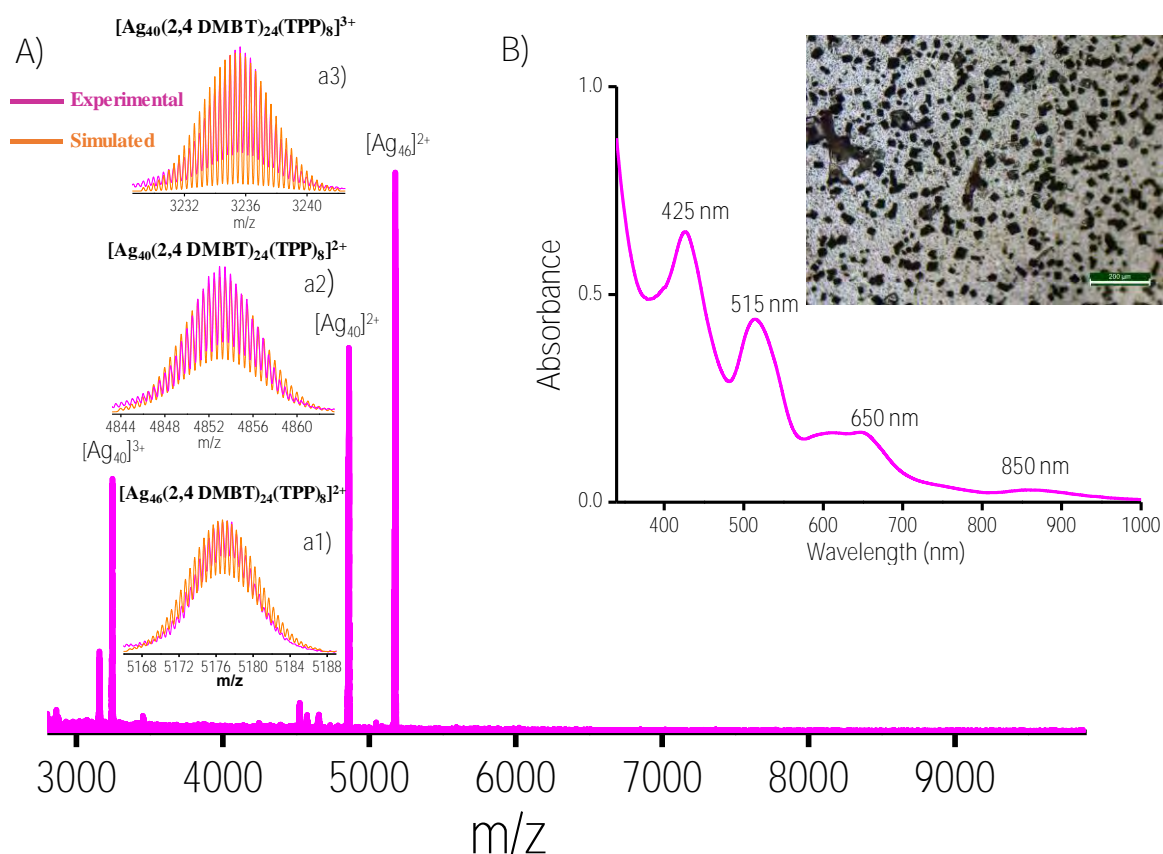 A)
[Ag₄₀(2,4 DMBT)₂₄(TPP)₈]³⁺
a3)
Experimental
Simulated
3232 3236 3240
m/z
[Ag₄₆]²⁺
[Ag₄₀(2,4 DMBT)₂₄(TPP)₈]²⁺
a2)
[Ag₄₀]²⁺
4844 4848 4852 4856 4860
m/z
[Ag₄₀]³⁺
[Ag₄₆(2,4 DMBT)₂₄(TPP)₈]²⁺
a1)
5168 5172 5176 5180 5184 5188
m/z
3000 4000 5000 6000 7000 8000 9000
m/z
B)
1.0
0.5
0.0
Absorbance
425 nm
515 nm
650 nm
850 nm
200 µm
400 500 600 700 800 900 1000
Wavelength (nm)